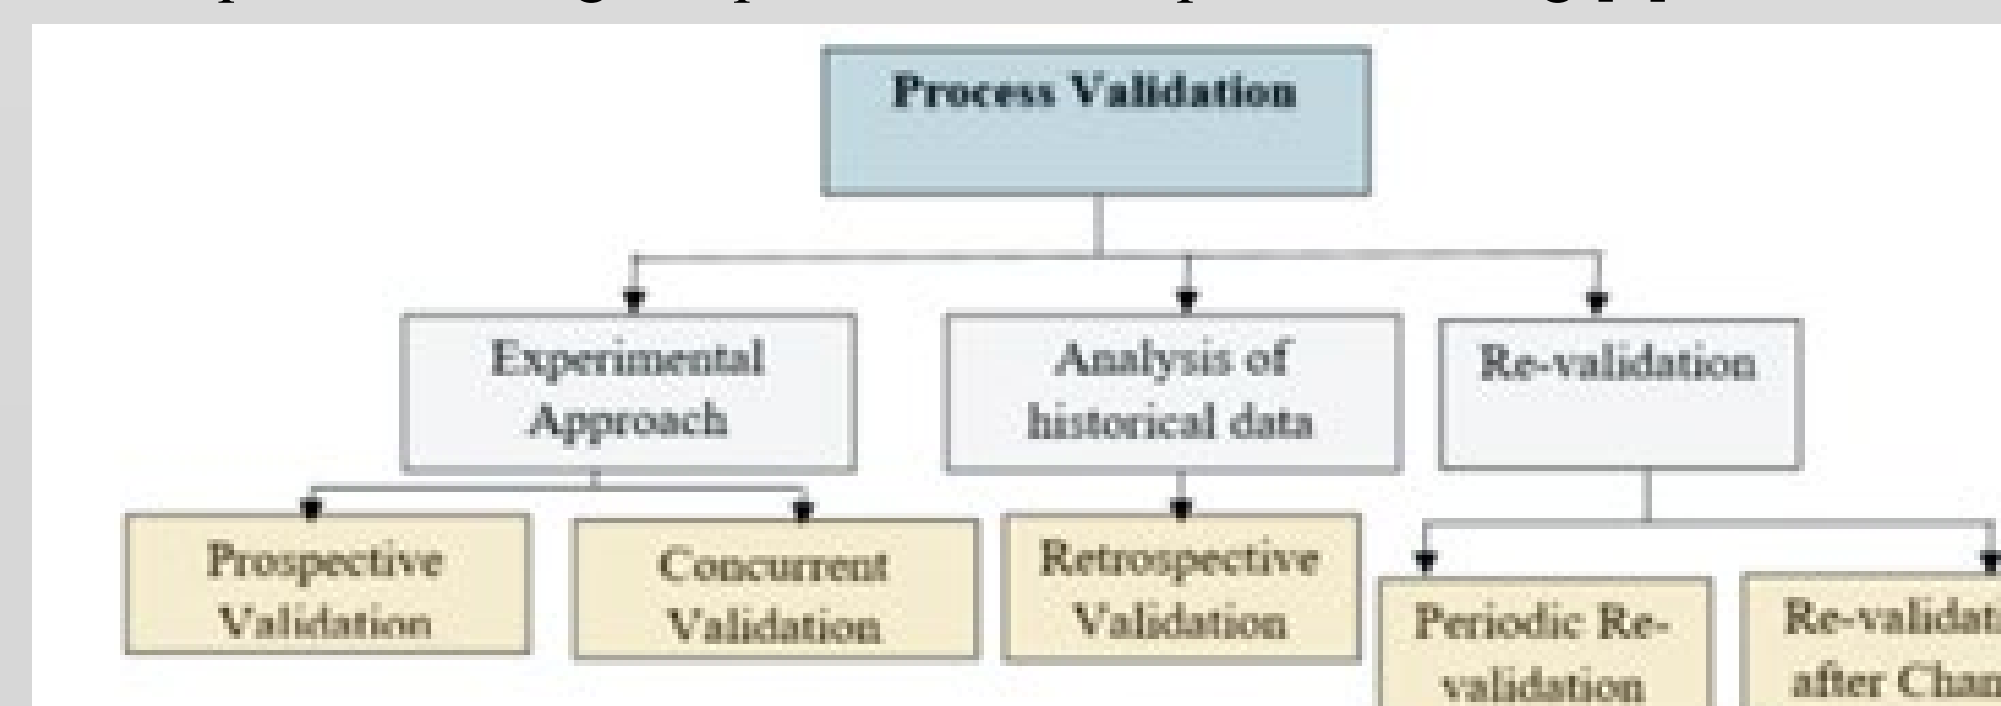 Process Validation
Experimental
Approach
Analysis of
historical data
Re-validation
Prospective
Validation
Concurrent
Validation
Retrospective
Validation
Periodic Re-
validation
after